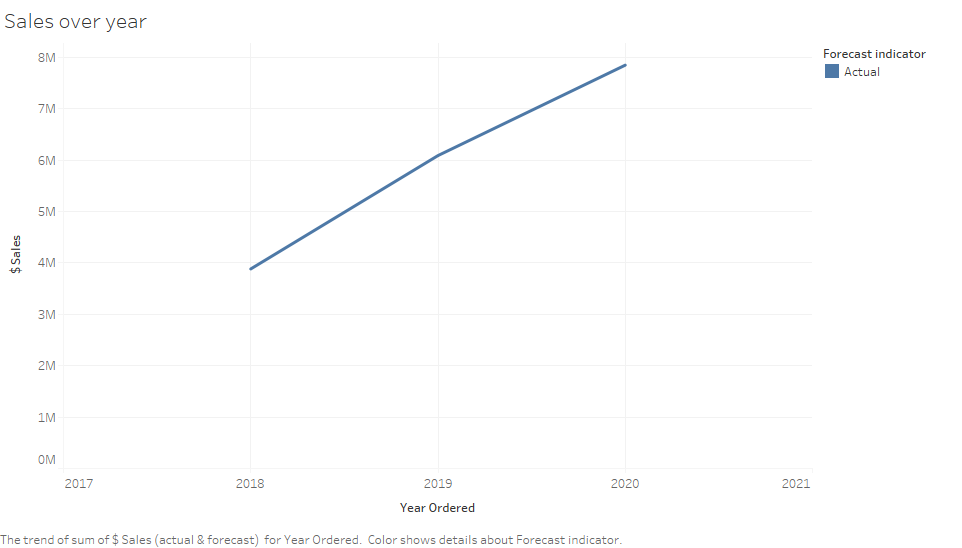 Sales over year
Forecast indicator
Actual
8M
7M
6M
5M
4M
3M
2M
1M
0M
$ Sales
2017 2018 2019 2020 2021
Year Ordered
The trend of sum of $ Sales (actual & forecast) for Year Ordered. Color shows details about Forecast indicator.